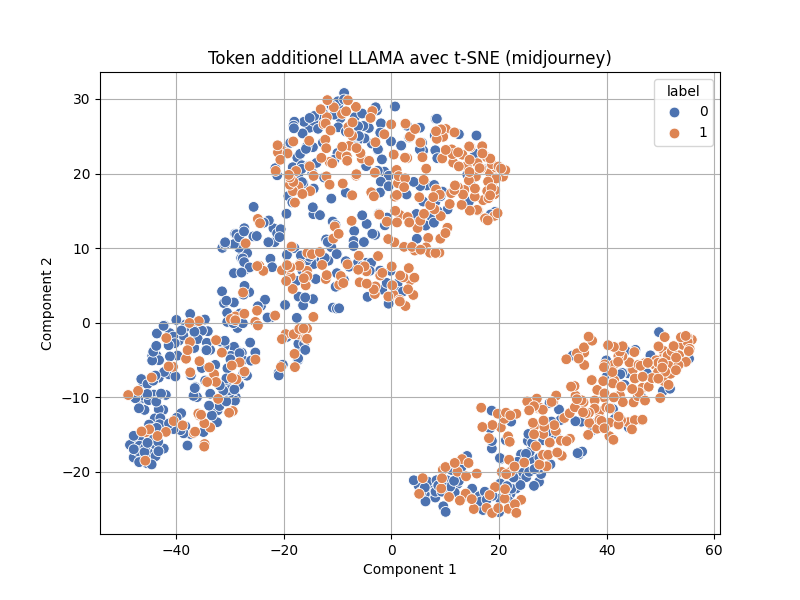 Token additionel LLAMA avec t-SNE (midjourney)
label
0
1
30
20
10
0
−10
−20
Component 2
−40 −20 0 20 40 60
Component 1